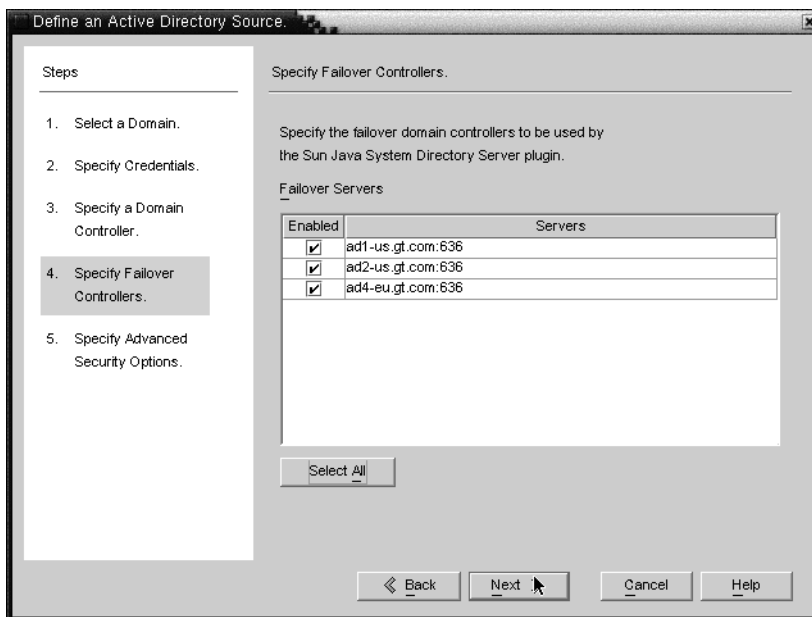 Define an Active Directory Source.
Steps
1. Select a Domain.
2. Specify Credentials.
3. Specify a Domain
Controller.
4. Specify Failover
Controllers.
5. Specify Advanced
Security Options.
Specify Failover Controllers.
Specify the failover domain controllers to be used by
the Sun Java System Directory Server plugin.
Failover Servers
Enabled Servers
ad1-us.gt.com:636
ad2-us.gt.com:636
ad4-eu.gt.com:636
Select All
Back Next Cancel Help